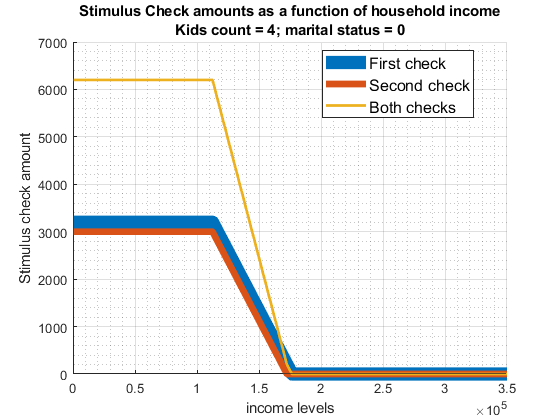 Stimulus Check amounts as a function of household income
Kids count = 4; marital status = 0
7000
6000
5000
4000
3000
2000
1000
0
Stimulus check amount
First check
Second check
Both checks
0 0.5 1 1.5 2 2.5 3 3.5
income levels
×10⁵